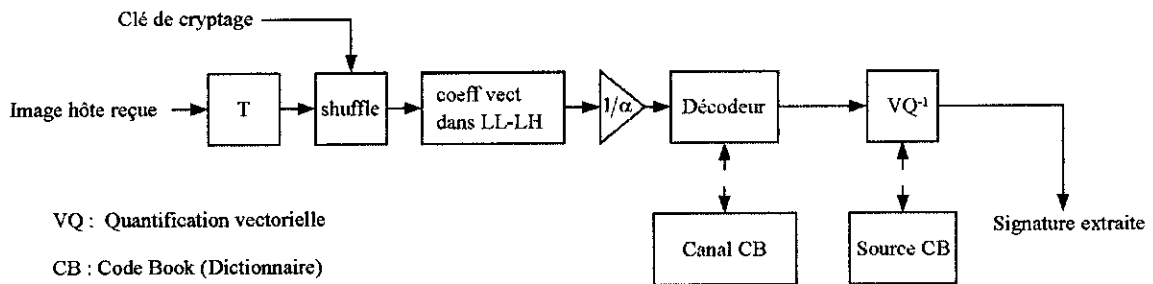 Clé de cryptage
Image hôte reçue
T
shuffle
coeff vect
dans LL-LH
1/α
Décodeur
VQ⁻¹
VQ : Quantification vectorielle
CB : Code Book (Dictionnaire)
Canal CB
Source CB
Signature extraite